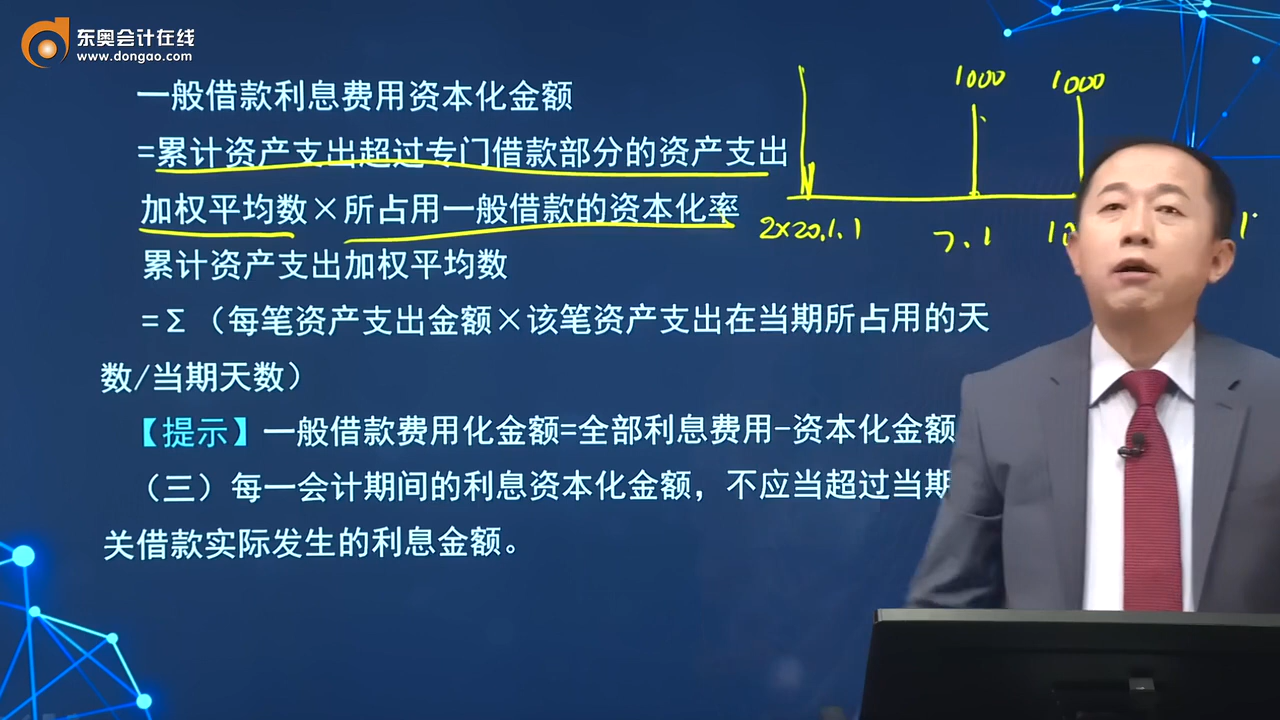 东奥会计在线
www.dongao.com
一般借款利息费用资本化金额
=累计资产支出超过专门借款部分的资产支出
加权平均数×所占用一般借款的资本化率
累计资产支出加权平均数
=Σ（每笔资产支出金额×该笔资产支出在当期所占用的天
数/当期天数）
【提示】一般借款费用化金额=全部利息费用-资本化金额
（三）每一会计期间的利息资本化金额，不应当超过当期
关借款实际发生的利息金额。
1000 1000
2×20.1.1 7.1